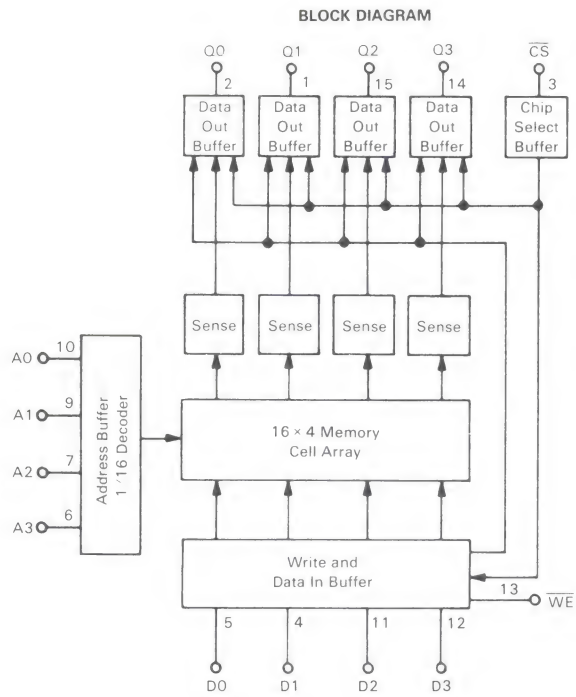 BLOCK DIAGRAM
Q0 Q1 Q2 Q3 CS
2 1 15 14 3
Data Out Buffer
Data Out Buffer
Data Out Buffer
Data Out Buffer
Chip Select Buffer
Sense Sense Sense Sense
A0 10
A1 9
A2 7
A3 6
Address Buffer
1/16 Decoder
16 × 4 Memory
Cell Array
Write and
Data In Buffer
13 WE
5 4 11 12
D0 D1 D2 D3